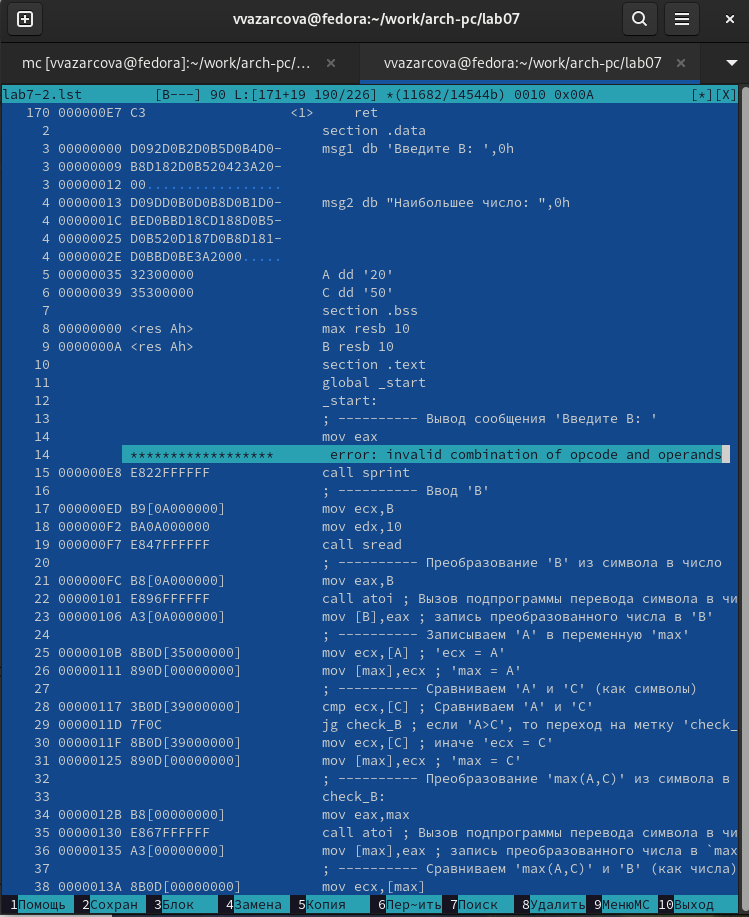 vvazarcova@fedora:~/work/arch-pc/lab07
mc [vvazarcova@fedora]:~/work/arch-pc/... × vvazarcova@fedora:~/work/arch-pc/lab07 ×
lab7-2.lst [B---] 90 L:[171+19 190/226] *(11682/14544b) 0010 0x00A [*][X]
170 000000E7 C3 <1> ret
2 section .data
3 00000000 D092D0B2D0B5D0B4D0- msg1 db 'Введите B: ',0h
3 00000009 B8D182D0B520423A20-
3 00000012 00..................
4 00000013 D09DD0B0D0B8D0B1D0- msg2 db "Наибольшее число: ",0h
4 0000001C BED0BBD18CD188D0B5-
4 00000025 D0B520D187D0B8D181-
4 0000002E D0BBD0BE3A2000.....
5 00000035 32300000 A dd '20'
6 00000039 35300000 C dd '50'
7 section .bss
8 00000000 <res Ah> max resb 10
9 0000000A <res Ah> B resb 10
10 section .text
11 global _start
12 _start:
13 ; ---------- Вывод сообщения 'Введите B: '
14 mov eax
14 ****************** error: invalid combination of opcode and operands
15 000000E8 E822FFFFFF call sprint
16 ; ---------- Ввод 'B'
17 000000ED B9[0A000000] mov ecx,B
18 000000F2 BA0A000000 mov edx,10
19 000000F7 E847FFFFFF call sread
20 ; ---------- Преобразование 'B' из символа в число
21 000000FC B8[0A000000] mov eax,B
22 00000101 E896FFFFFF call atoi ; Вызов подпрограммы перевода символа в чи
23 00000106 A3[0A000000] mov [B],eax ; запись преобразованного числа в 'B'
24 ; ---------- Записываем 'A' в переменную 'max'
25 0000010B 8B0D[35000000] mov ecx,[A] ; 'ecx = A'
26 00000111 890D[00000000] mov [max],ecx ; 'max = A'
27 ; ---------- Сравниваем 'A' и 'C' (как символы)
28 00000117 3B0D[39000000] cmp ecx,[C] ; Сравниваем 'A' и 'C'
29 0000011D 7F0C jg check_B ; если 'A>C', то переход на метку 'check_
30 0000011F 8B0D[39000000] mov ecx,[C] ; иначе 'ecx = C'
31 00000125 890D[00000000] mov [max],ecx ; 'max = C'
32 ; ---------- Преобразование 'max(A,C)' из символа в
33 check_B:
34 0000012B B8[00000000] mov eax,max
35 00000130 E867FFFFFF call atoi ; Вызов подпрограммы перевода символа в чи
36 00000135 A3[00000000] mov [max],eax ; запись преобразованного числа в `max
37 ; ---------- Сравниваем 'max(A,C)' и 'B' (как числа)
38 0000013A 8B0D[00000000] mov ecx,[max]
1Помощь 2Сохран 3Блок 4Замена 5Копия 6Пер~ить 7Поиск 8Удалить 9МенюMC 10Выход